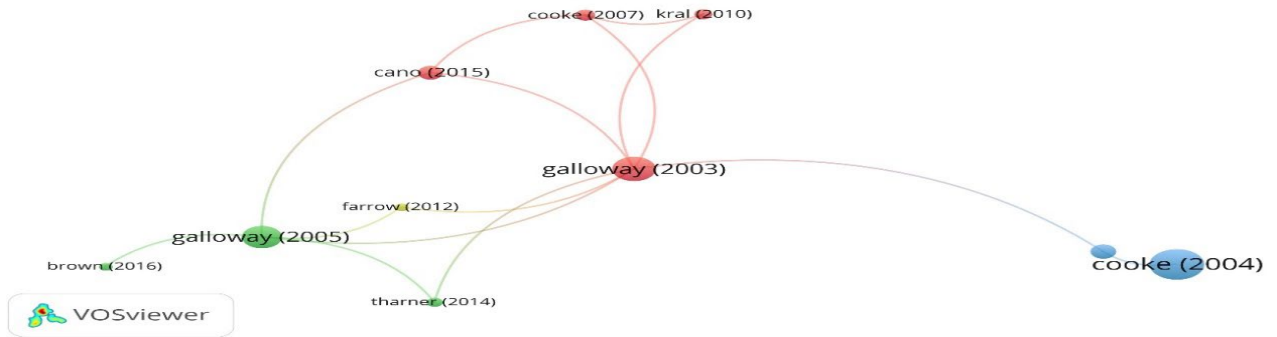 cooke (2007) kral (2010)
cano (2015)
galloway (2003)
farrow (2012)
galloway (2005)
cooke (2004)
brown (2016)
tharner (2014)
VOSviewer